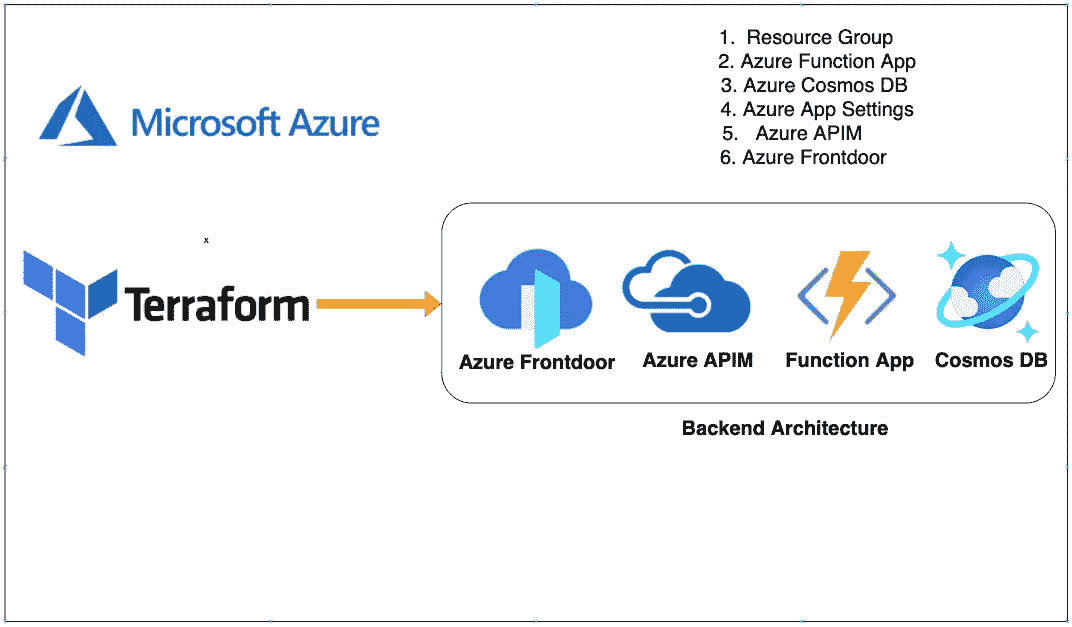 1. Resource Group
2. Azure Function App
3. Azure Cosmos DB
4. Azure App Settings
5. Azure APIM
6. Azure Frontdoor
Microsoft Azure
x
Terraform
Azure Frontdoor
Azure APIM
Function App
Cosmos DB
Backend Architecture